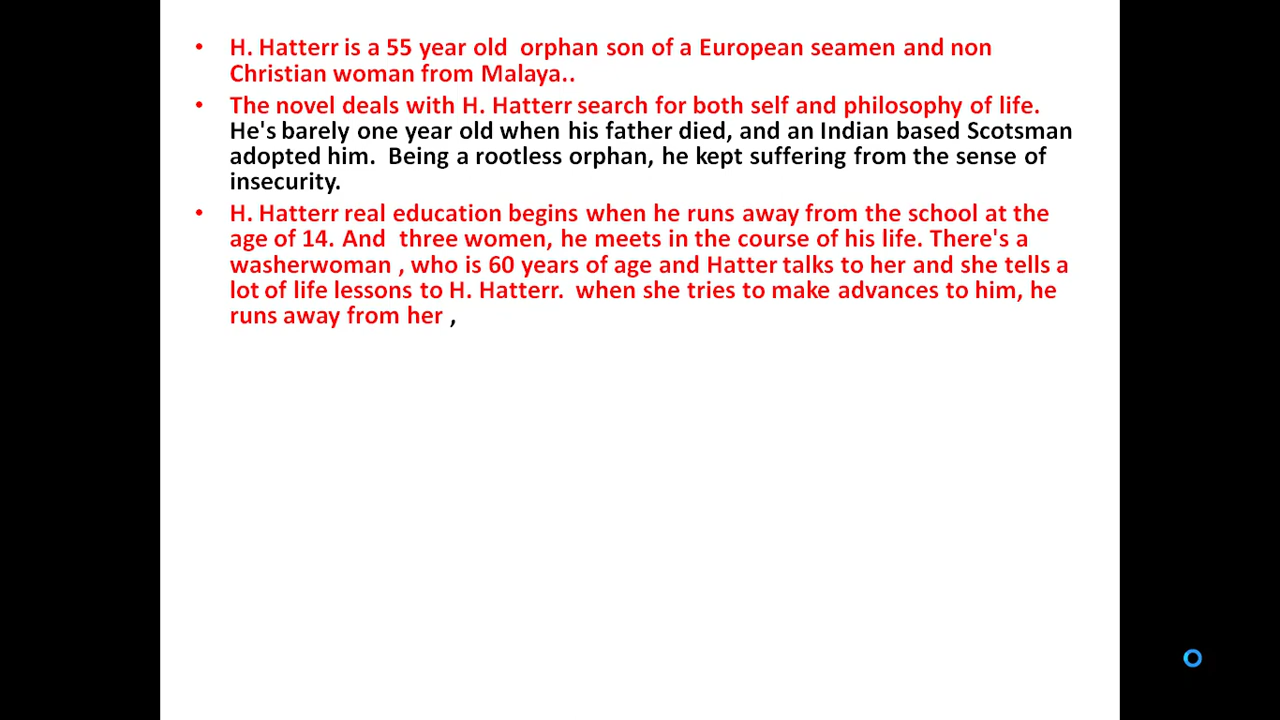 • H. Hatterr is a 55 year old  orphan son of a European seamen and non
Christian woman from Malaya..
• The novel deals with H. Hatterr search for both self and philosophy of life.
He's barely one year old when his father died, and an Indian based Scotsman
adopted him.  Being a rootless orphan, he kept suffering from the sense of
insecurity.
• H. Hatterr real education begins when he runs away from the school at the
age of 14. And  three women, he meets in the course of his life. There's a
washerwoman , who is 60 years of age and Hatter talks to her and she tells a
lot of life lessons to H. Hatterr.  when she tries to make advances to him, he
runs away from her ,